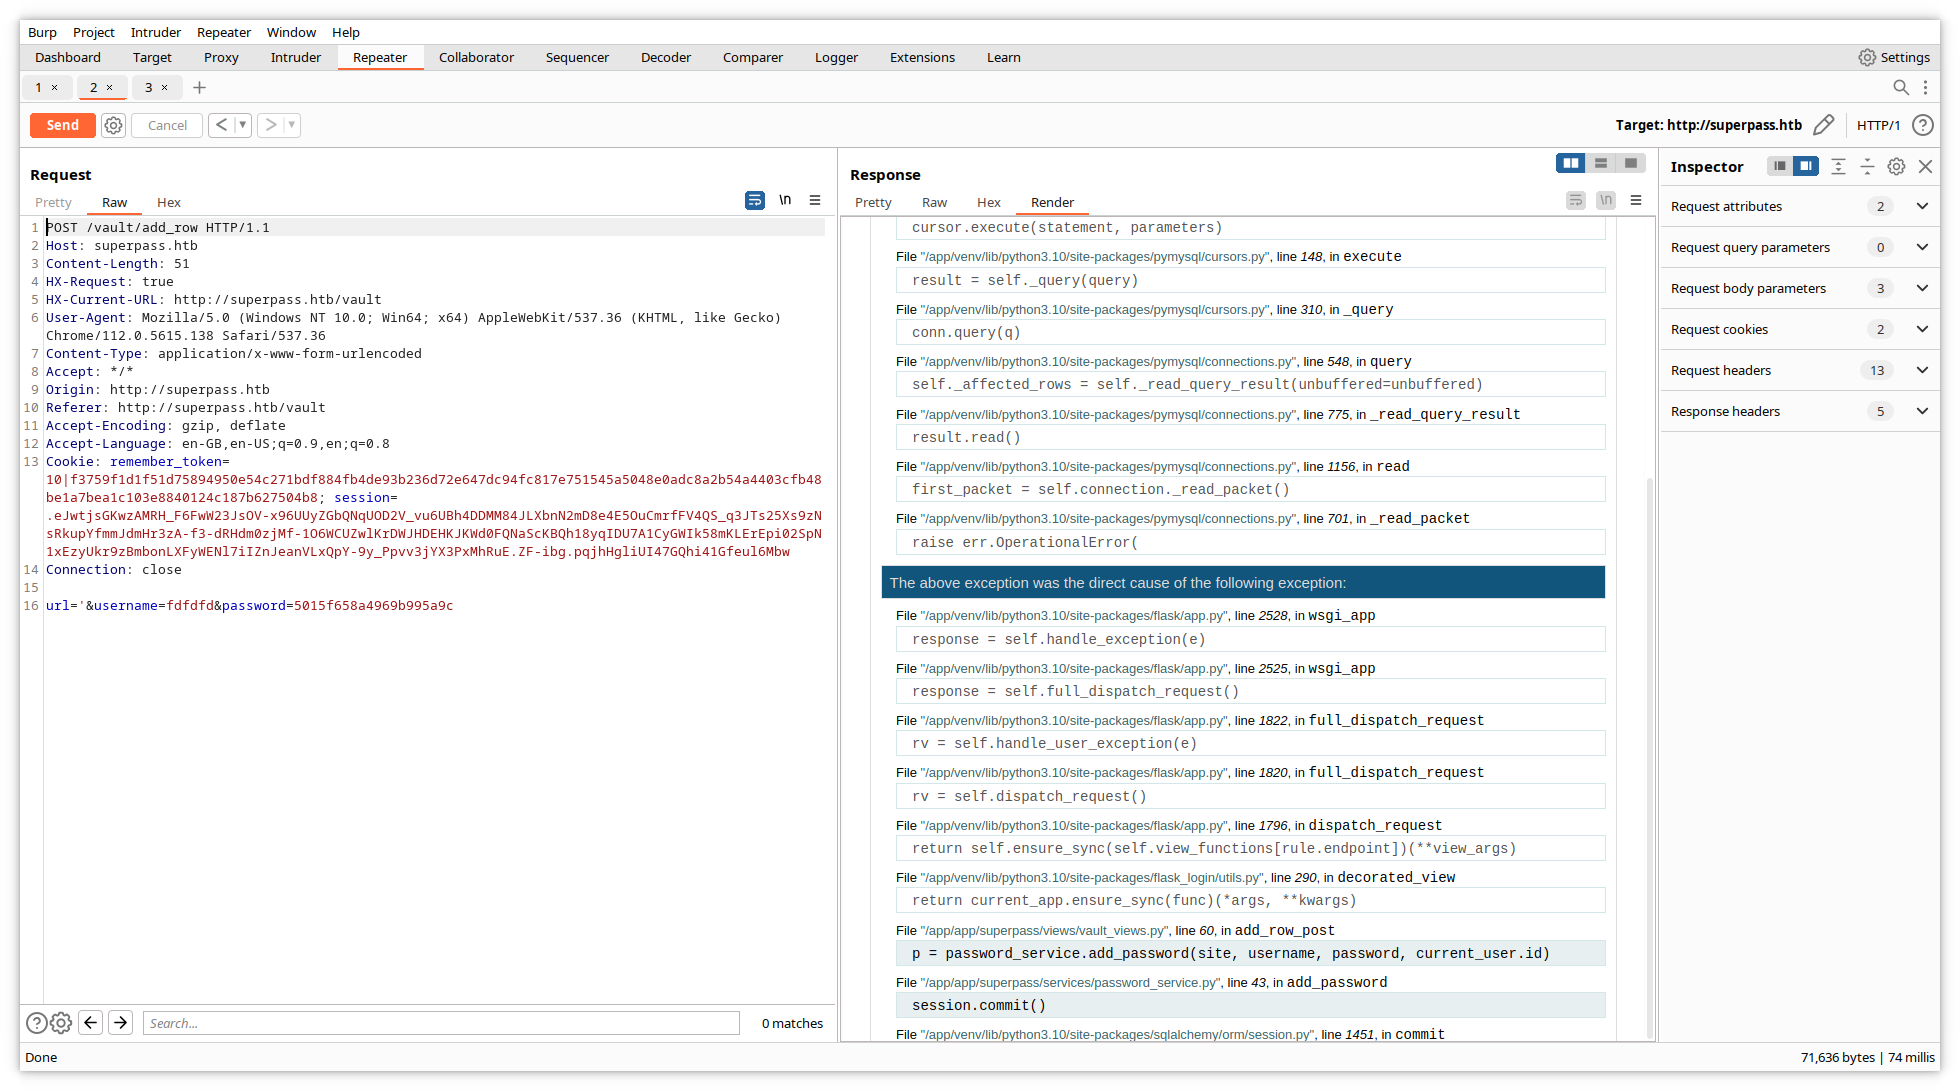 Burp Project Intruder Repeater Window Help
Dashboard Target Proxy Intruder Repeater Collaborator Sequencer Decoder Comparer Logger Extensions Learn Settings
1 × 2 × 3 × +
Send Cancel < > Target: http://superpass.htb HTTP/1 ?
Request
Pretty Raw Hex \n
1 POST /vault/add_row HTTP/1.1
2 Host: superpass.htb
3 Content-Length: 51
4 HX-Request: true
5 HX-Current-URL: http://superpass.htb/vault
6 User-Agent: Mozilla/5.0 (Windows NT 10.0; Win64; x64) AppleWebKit/537.36 (KHTML, like Gecko)
Chrome/112.0.5615.138 Safari/537.36
7 Content-Type: application/x-www-form-urlencoded
8 Accept: */*
9 Origin: http://superpass.htb
10 Referer: http://superpass.htb/vault
11 Accept-Encoding: gzip, deflate
12 Accept-Language: en-GB,en-US;q=0.9,en;q=0.8
13 Cookie: remember_token=
10|f3759f1d1f51d75894950e54c271bdf884fb4de93b236d72e647dc94fc817e751545a5048e0adc8a2b54a4403cfb48
be1a7bea1c103e8840124c187b627504b8; session=
.eJwtjsGKwzAMRH_F6FwW23JsOV-x96UUyZGbQNqUOD2V_vu6UBh4DDMM84JLXbnN2mD8e4E5OuCmrfFV4QS_q3JTs25Xs9zN
sRkupYfmmJdmHr3zA-f3-dRHdm0zjMf-1O6WCUZwlKrDWJHDEHKJKWd0FQNaScKBQh18yqIDU7A1CyGWIk58mKLErEpi02SpN
1xEzyUkr9zBmbonLXFyWENl7iIZnJeanVLxQpY-9y_Ppvv3jYX3PxMhRuE.ZF-ibg.pqjhHgliUI47GQhi41Gfeul6Mbw
14 Connection: close
15
16 url='&username=fdfdfd&password=5015f658a4969b995a9c
? Search... 0 matches
Response
Pretty Raw Hex Render \n
cursor.execute(statement, parameters)
File "/app/venv/lib/python3.10/site-packages/pymysql/cursors.py", line 148, in execute
result = self._query(query)
File "/app/venv/lib/python3.10/site-packages/pymysql/cursors.py", line 310, in _query
conn.query(q)
File "/app/venv/lib/python3.10/site-packages/pymysql/connections.py", line 548, in query
self._affected_rows = self._read_query_result(unbuffered=unbuffered)
File "/app/venv/lib/python3.10/site-packages/pymysql/connections.py", line 775, in _read_query_result
result.read()
File "/app/venv/lib/python3.10/site-packages/pymysql/connections.py", line 1156, in read
first_packet = self.connection._read_packet()
File "/app/venv/lib/python3.10/site-packages/pymysql/connections.py", line 701, in _read_packet
raise err.OperationalError(
The above exception was the direct cause of the following exception:
File "/app/venv/lib/python3.10/site-packages/flask/app.py", line 2528, in wsgi_app
response = self.handle_exception(e)
File "/app/venv/lib/python3.10/site-packages/flask/app.py", line 2525, in wsgi_app
response = self.full_dispatch_request()
File "/app/venv/lib/python3.10/site-packages/flask/app.py", line 1822, in full_dispatch_request
rv = self.handle_user_exception(e)
File "/app/venv/lib/python3.10/site-packages/flask/app.py", line 1820, in full_dispatch_request
rv = self.dispatch_request()
File "/app/venv/lib/python3.10/site-packages/flask/app.py", line 1796, in dispatch_request
return self.ensure_sync(self.view_functions[rule.endpoint])(**view_args)
File "/app/venv/lib/python3.10/site-packages/flask_login/utils.py", line 290, in decorated_view
return current_app.ensure_sync(func)(*args, **kwargs)
File "/app/app/superpass/views/vault_views.py", line 60, in add_row_post
p = password_service.add_password(site, username, password, current_user.id)
File "/app/app/superpass/services/password_service.py", line 43, in add_password
session.commit()
File "/app/venv/lib/python3.10/site-packages/sqlalchemy/orm/session.py", line 1451, in commit
Inspector
Request attributes 2
Request query parameters 0
Request body parameters 3
Request cookies 2
Request headers 13
Response headers 5
Done 71,636 bytes | 74 millis